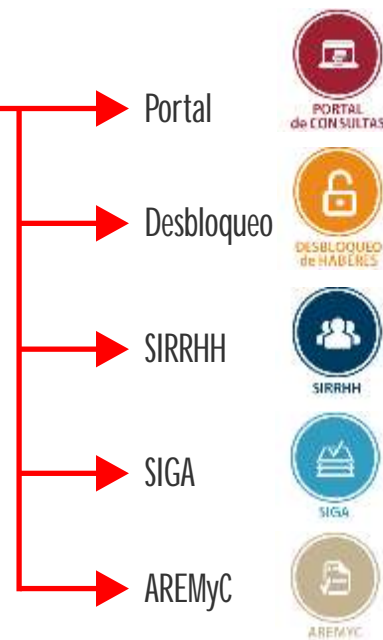 Portal
PORTAL
de CONSULTAS
Desbloqueo
DESBLOQUEO
de HABERES
SIRRHH
SIRRHH
SIGA
SIGA
AREMyC
AREMYC